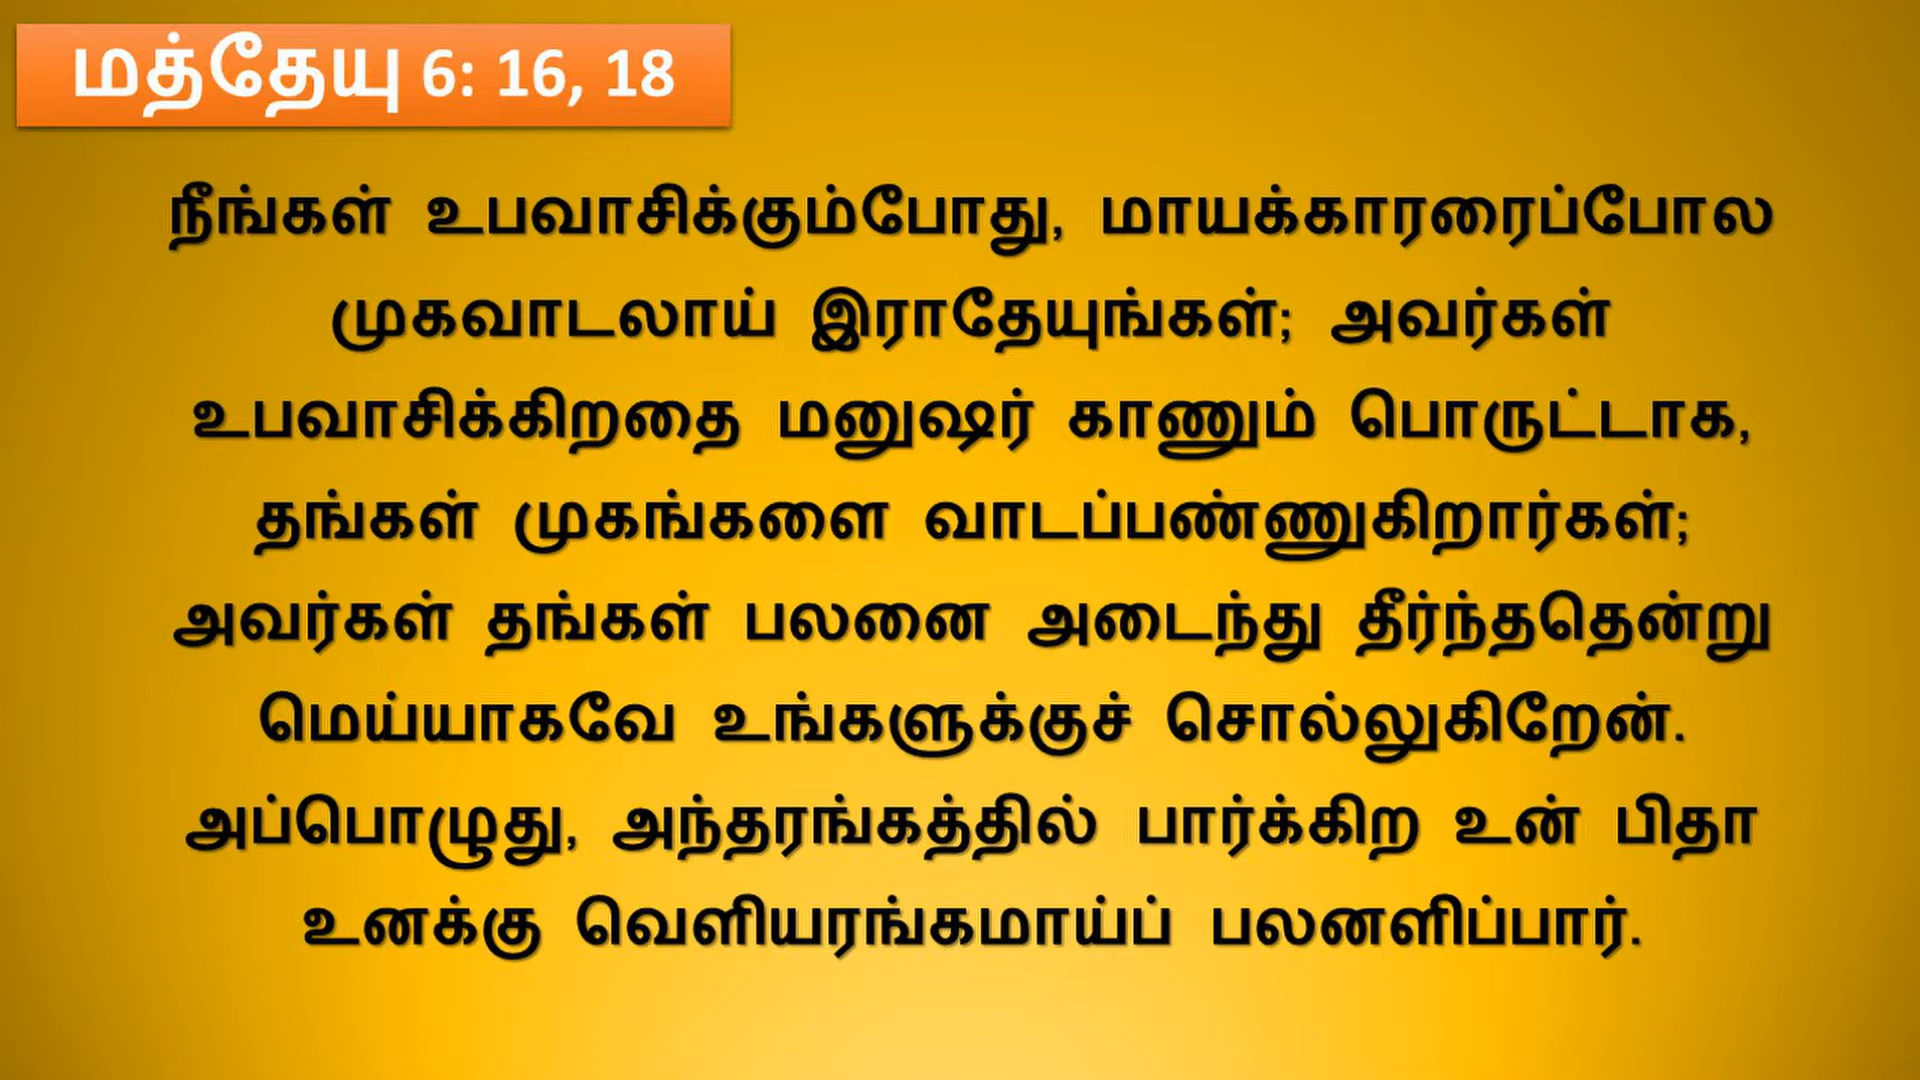 மத்தேயு 6: 16, 18
நீங்கள் உபவாசிக்கும்போது, மாயக்காரரைப்போல
முகவாடலாய் இராதேயுங்கள்; அவர்கள்
உபவாசிக்கிறதை மனுஷர் காணும் பொருட்டாக,
தங்கள் முகங்களை வாடப்பண்ணுகிறார்கள்;
அவர்கள் தங்கள் பலனை அடைந்து தீர்ந்ததென்று
மெய்யாகவே உங்களுக்குச் சொல்லுகிறேன்.
அப்பொழுது, அந்தரங்கத்தில் பார்க்கிற உன் பிதா
உனக்கு வெளியரங்கமாய்ப் பலனளிப்பார்.